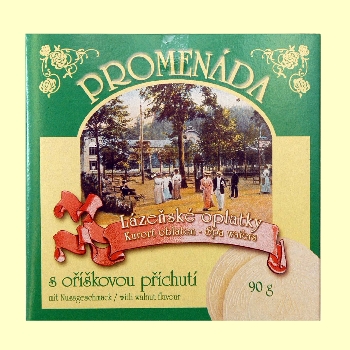 PROMENÁDA
Lázeňské oplatky
Kurort oblaten - Spa wafers
s oříškovou příchutí
mit Nussgeschmack / with walnut flavour
90 g